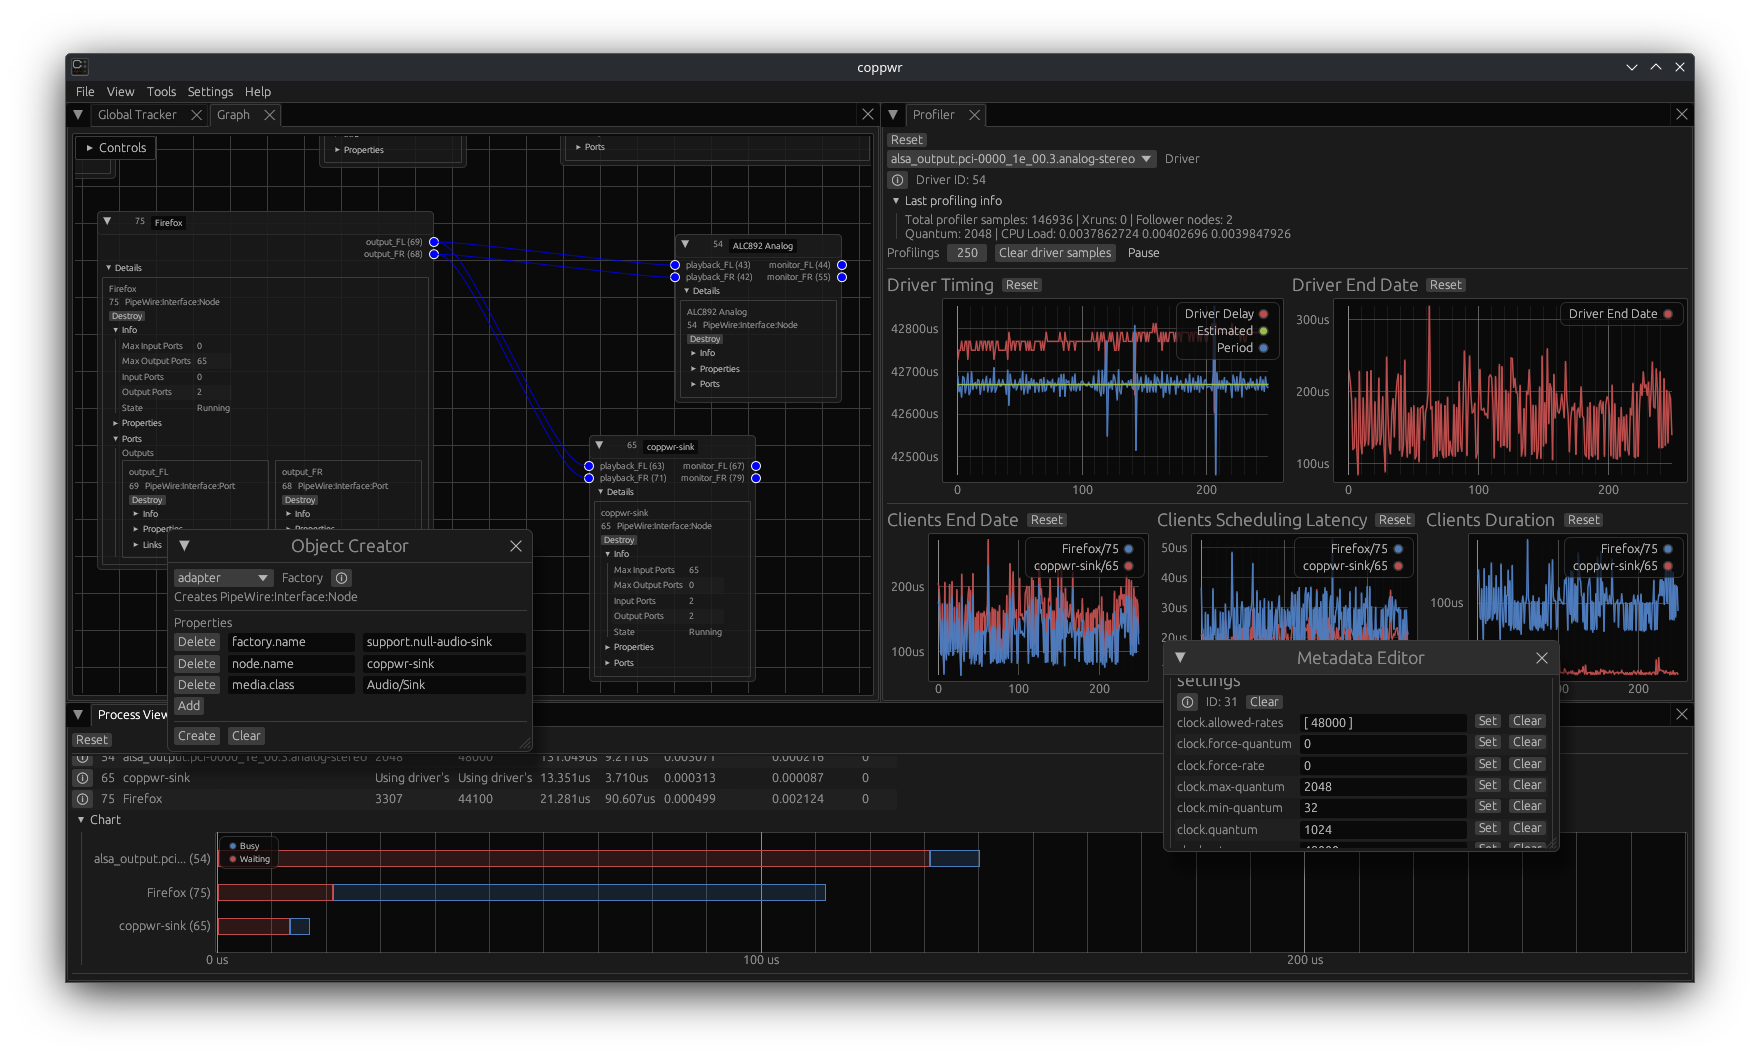 coppwr
File View Tools Settings Help
Global Tracker
Graph
Controls
Properties
Ports
75 Firefox
output_FL (69)
output_FR (68)
Details
Firefox
75 PipeWire:Interface:Node
Destroy
Info
Max Input Ports 0
Max Output Ports 65
Input Ports 0
Output Ports 2
State Running
Properties
Ports
Outputs
output_FL
69 PipeWire:Interface:Port
Destroy
Info
Properties
Links
output_FR
68 PipeWire:Interface:Port
Destroy
Info
Properties
54 ALC892 Analog
playback_FL (43) monitor_FL (44)
playback_FR (42) monitor_FR (55)
Details
ALC892 Analog
54 PipeWire:Interface:Node
Destroy
Info
Properties
Ports
65 coppwr-sink
playback_FL (63) monitor_FL (67)
playback_FR (71) monitor_FR (79)
Details
coppwr-sink
65 PipeWire:Interface:Node
Destroy
Info
Max Input Ports 65
Max Output Ports 0
Input Ports 2
Output Ports 2
State Running
Properties
Ports
Object Creator
adapter Factory
Creates PipeWire:Interface:Node
Properties
Delete factory.name support.null-audio-sink
Delete node.name coppwr-sink
Delete media.class Audio/Sink
Add
Create Clear
Profiler
Reset
alsa_output.pci-0000_1e_00.3.analog-stereo Driver
Driver ID: 54
Last profiling info
Total profiler samples: 146936 | Xruns: 0 | Follower nodes: 2
Quantum: 2048 | CPU Load: 0.0037862724 0.00402696 0.0039847926
Profilings 250 Clear driver samples Pause
Driver Timing Reset
Driver Delay
Estimated
Period
42800us
42700us
42600us
42500us
0 100 200
Driver End Date Reset
Driver End Date
300us
200us
100us
0 100 200
Clients End Date Reset
Firefox/75
coppwr-sink/65
200us
100us
0 100 200
Clients Scheduling Latency Reset
Firefox/75
coppwr-sink/65
50us
40us
30us
20us
Clients Duration Reset
Firefox/75
coppwr-sink/65
100us
200
Metadata Editor
settings
ID: 31 Clear
clock.allowed-rates [ 48000 ] Set Clear
clock.force-quantum 0 Set Clear
clock.force-rate 0 Set Clear
clock.max-quantum 2048 Set Clear
clock.min-quantum 32 Set Clear
clock.quantum 1024 Set Clear
48000 Set Clear
Process View
Reset
54 alsa_output.pci-0000_1e_00.3.analog-stereo 2048 48000 131.049us 9.211us 0.003071 0.000216 0
65 coppwr-sink Using driver's Using driver's 13.351us 3.710us 0.000313 0.000087 0
75 Firefox 3307 44100 21.281us 90.607us 0.000499 0.002124 0
Chart
Busy
Waiting
alsa_output.pci... (54)
Firefox (75)
coppwr-sink (65)
0 us 100 us 200 us